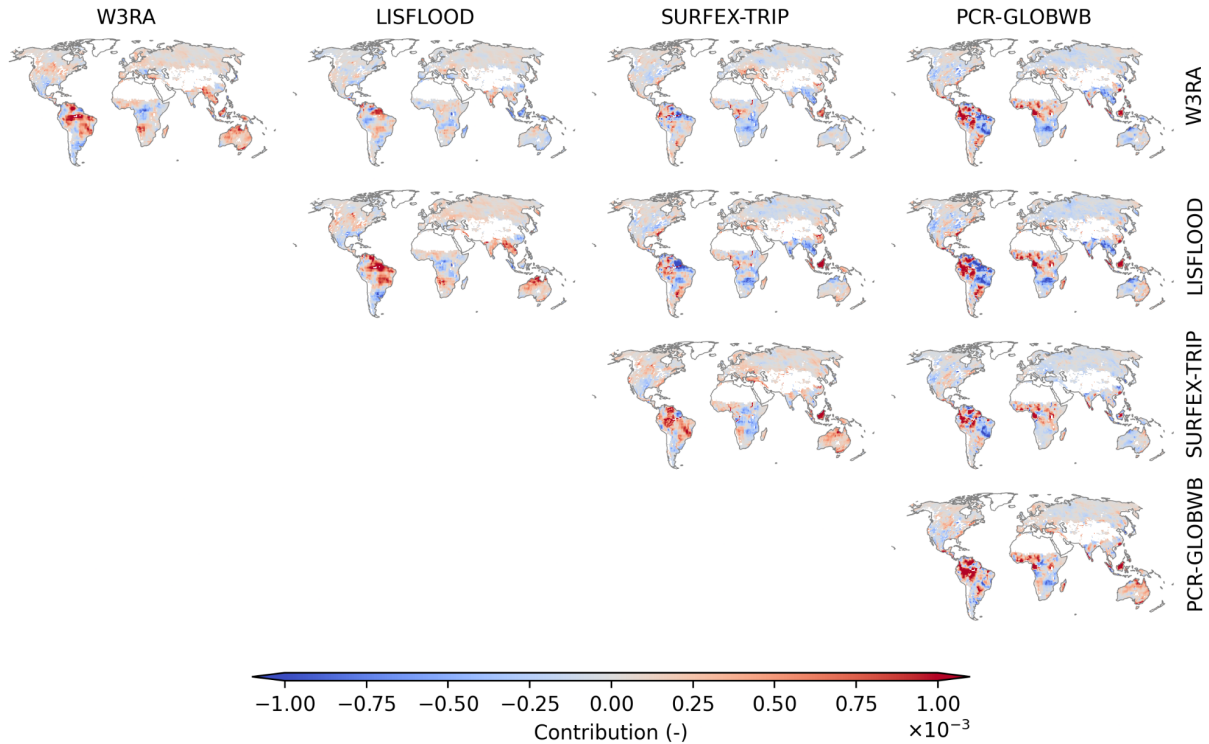 W3RA LISFLOOD SURFEX-TRIP PCR-GLOBWB
W3RA
LISFLOOD
SURFEX-TRIP
PCR-GLOBWB
−1.00 −0.75 −0.50 −0.25 0.00 0.25 0.50 0.75 1.00
Contribution (-) ×10⁻³